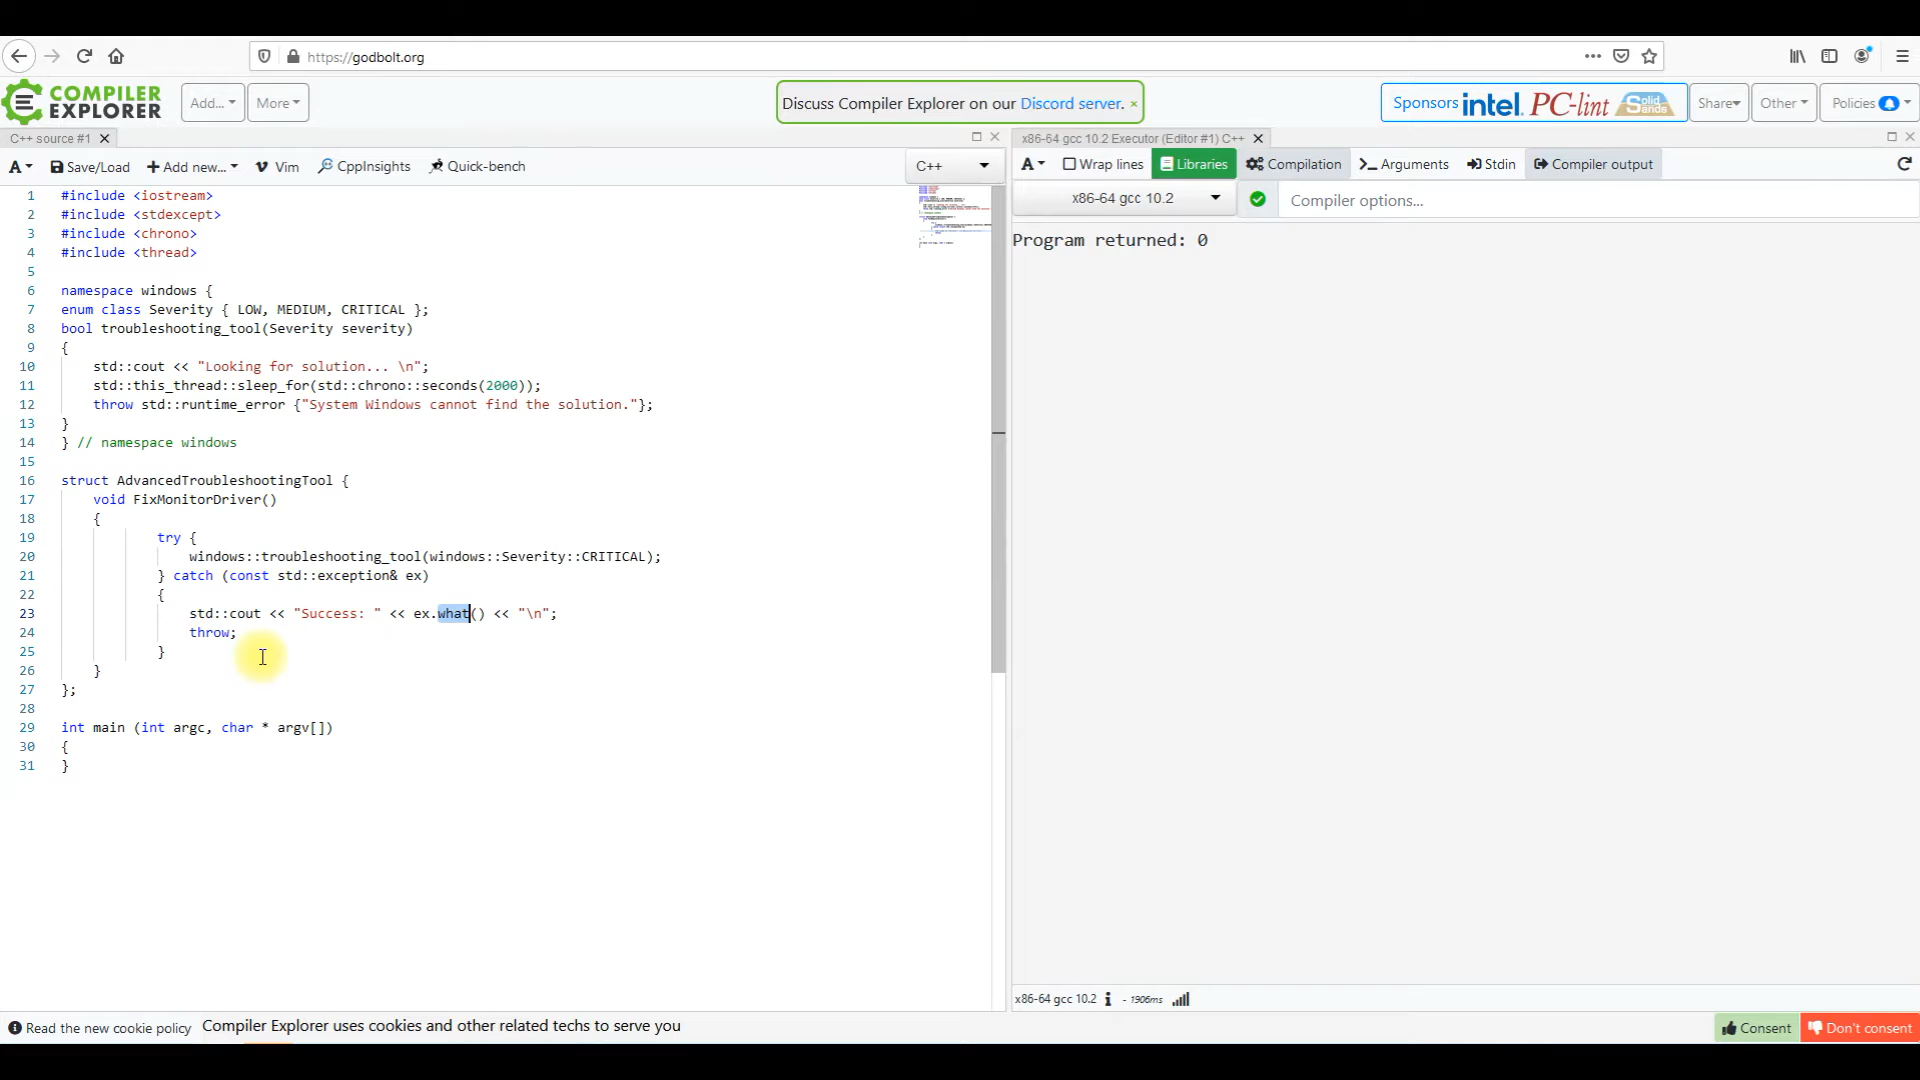 https://godbolt.org
COMPILER EXPLORER
Add...
More
Discuss Compiler Explorer on our Discord server. ×
Sponsors intel. PC-lint Solid Sands
Share
Other
Policies
C++ source #1
A
Save/Load
Add new...
Vim
CppInsights
Quick-bench
C++
1 #include <iostream>
2 #include <stdexcept>
3 #include <chrono>
4 #include <thread>
5
6 namespace windows {
7 enum class Severity { LOW, MEDIUM, CRITICAL };
8 bool troubleshooting_tool(Severity severity)
9 {
10 std::cout << "Looking for solution... \n";
11 std::this_thread::sleep_for(std::chrono::seconds(2000));
12 throw std::runtime_error {"System Windows cannot find the solution."};
13 }
14 } // namespace windows
15
16 struct AdvancedTroubleshootingTool {
17 void FixMonitorDriver()
18 {
19 try {
20 windows::troubleshooting_tool(windows::Severity::CRITICAL);
21 } catch (const std::exception& ex)
22 {
23 std::cout << "Success: " << ex.what() << "\n";
24 throw;
25 }
26 }
27 };
28
29 int main (int argc, char * argv[])
30 {
31 }
x86-64 gcc 10.2 Executor (Editor #1) C++
A
Wrap lines
Libraries
Compilation
Arguments
Stdin
Compiler output
x86-64 gcc 10.2
Compiler options...
Program returned: 0
x86-64 gcc 10.2 i - 1906ms
Read the new cookie policy
Compiler Explorer uses cookies and other related techs to serve you
Consent
Don't consent